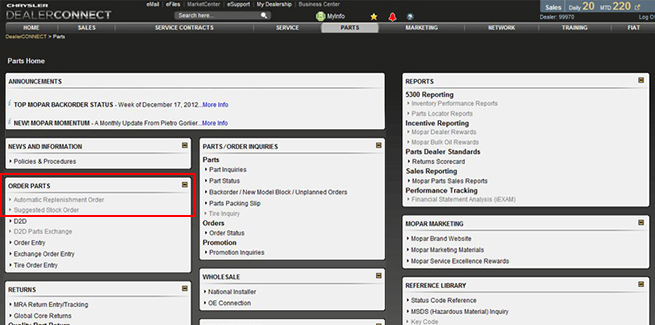 CHRYSLER
DEALERCONNECT
eMail eFiles MarketCenter eSupport My Dealership Business Center
Search here...
MyInfo
Sales Daily 20 MTD 220
Dealer: 99970 Log O
HOME SALES SERVICE CONTRACTS SERVICE PARTS MARKETING NETWORK TRAINING FIAT
DealerCONNECT > Parts
Parts Home
ANNOUNCEMENTS
TOP MOPAR BACKORDER STATUS - Week of December 17, 2012...More Info
NEW! MOPAR MOMENTUM - A Monthly Update From Pietro Gorlier...More Info
NEWS AND INFORMATION
Policies & Procedures
ORDER PARTS
Automatic Replenishment Order
Suggested Stock Order
D2D
D2D Parts Exchange
Order Entry
Exchange Order Entry
Tire Order Entry
RETURNS
MRA Return Entry/Tracking
Global Core Returns
Quality Part Return
PARTS/ORDER INQUIRIES
Parts
Part Inquiries
Part Status
Backorder / New Model Block / Unplanned Orders
Parts Packing Slip
Tire Inquiry
Orders
Order Status
Promotion
Promotion Inquiries
WHOLESALE
National Installer
OE Connection
REPORTS
5300 Reporting
Inventory Performance Reports
Parts Locator Reports
Incentive Reporting
Mopar Dealer Rewards
Mopar Bulk Oil Rewards
Parts Dealer Standards
Returns Scorecard
Sales Reporting
Mopar Parts Sales Reports
Performance Tracking
Financial Statement Analysis (IEXAM)
MOPAR MARKETING
Mopar Brand Website
Mopar Marketing Materials
Mopar Service Excellence Rewards
REFERENCE LIBRARY
Status Code Reference
MSDS (Hazardous Material) Inquiry
Key Code